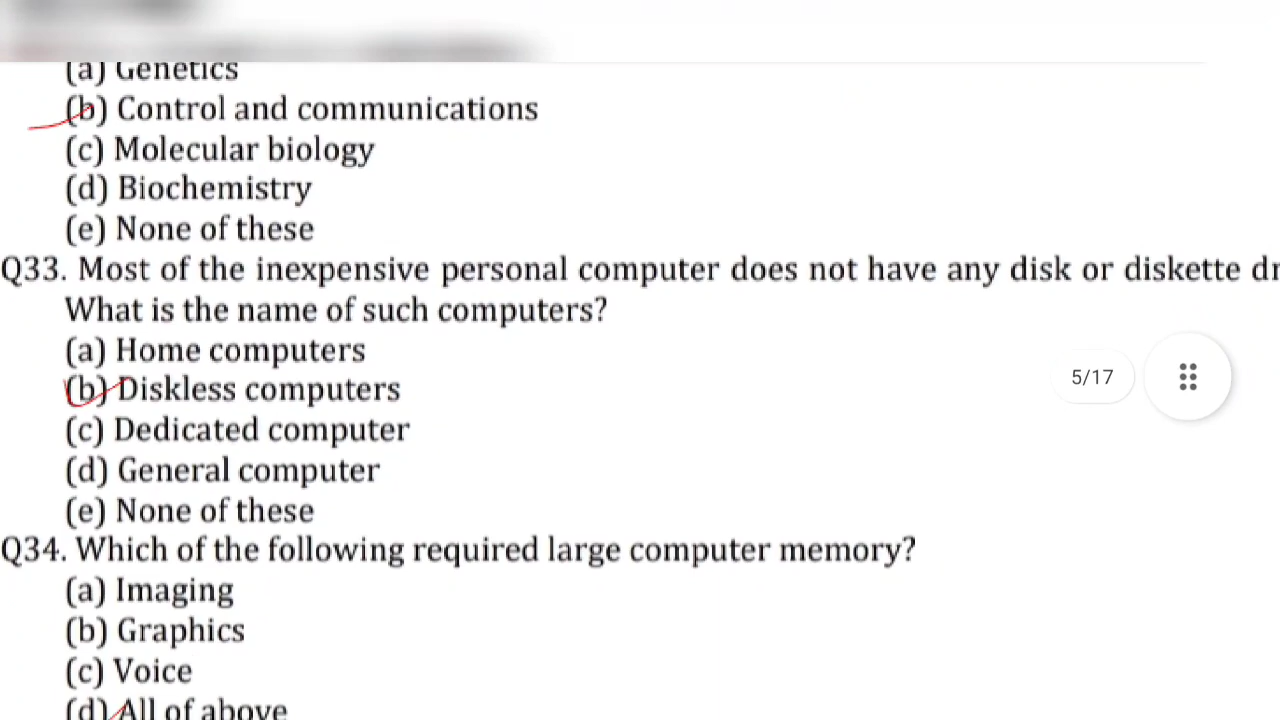 (a) Genetics
(b) Control and communications
(c) Molecular biology
(d) Biochemistry
(e) None of these
Q33. Most of the inexpensive personal computer does not have any disk or diskette
What is the name of such computers?
(a) Home computers
(b) Diskless computers
5/17
(c) Dedicated computer
(d) General computer
(e) None of these
Q34. Which of the following required large computer memory?
(a) Imaging
(b) Graphics
(c) Voice
(d) All of above